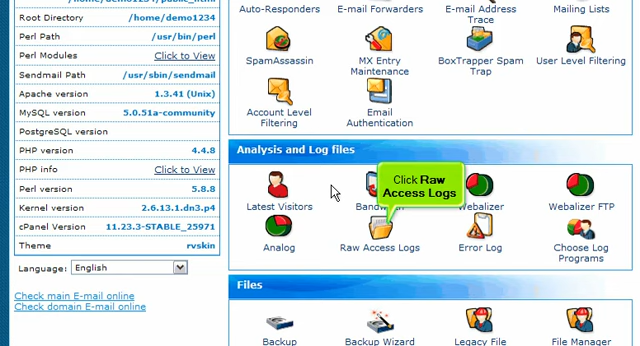 /home/demo1234/public_html
Root Directory /home/demo1234
Perl Path /usr/bin/perl
Perl Modules Click to View
Sendmail Path /usr/sbin/sendmail
Apache version 1.3.41 (Unix)
MySQL version 5.0.51a-community
PostgreSQL version
PHP version 4.4.8
PHP info Click to View
Perl version 5.8.8
Kernel version 2.6.13.1.dn3.p4
cPanel Version 11.23.3-STABLE_25971
Theme rvskin
Language: English
Check main E-mail online
Check domain E-mail online
Auto-Responders
E-mail Forwarders
E-mail Address
Trace
Mailing Lists
SpamAssassin
MX Entry
Maintenance
BoxTrapper Spam
Trap
User Level Filtering
Account Level
Filtering
Email
Authentication
Analysis and Log files
Click Raw
Access Logs
Latest Visitors
Webalizer
Webalizer FTP
Analog
Raw Access Logs
Error Log
Choose Log
Programs
Files
Backup
Backup Wizard
Legacy File
File Manager